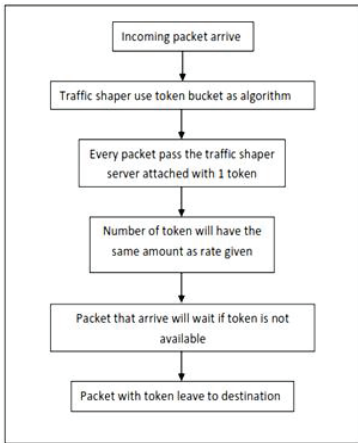 Incoming packet arrive
Traffic shaper use token bucket as algorithm
Every packet pass the traffic shaper
server attached with 1 token
Number of token will have the
same amount as rate given
Packet that arrive will wait if token is not
available
Packet with token leave to destination